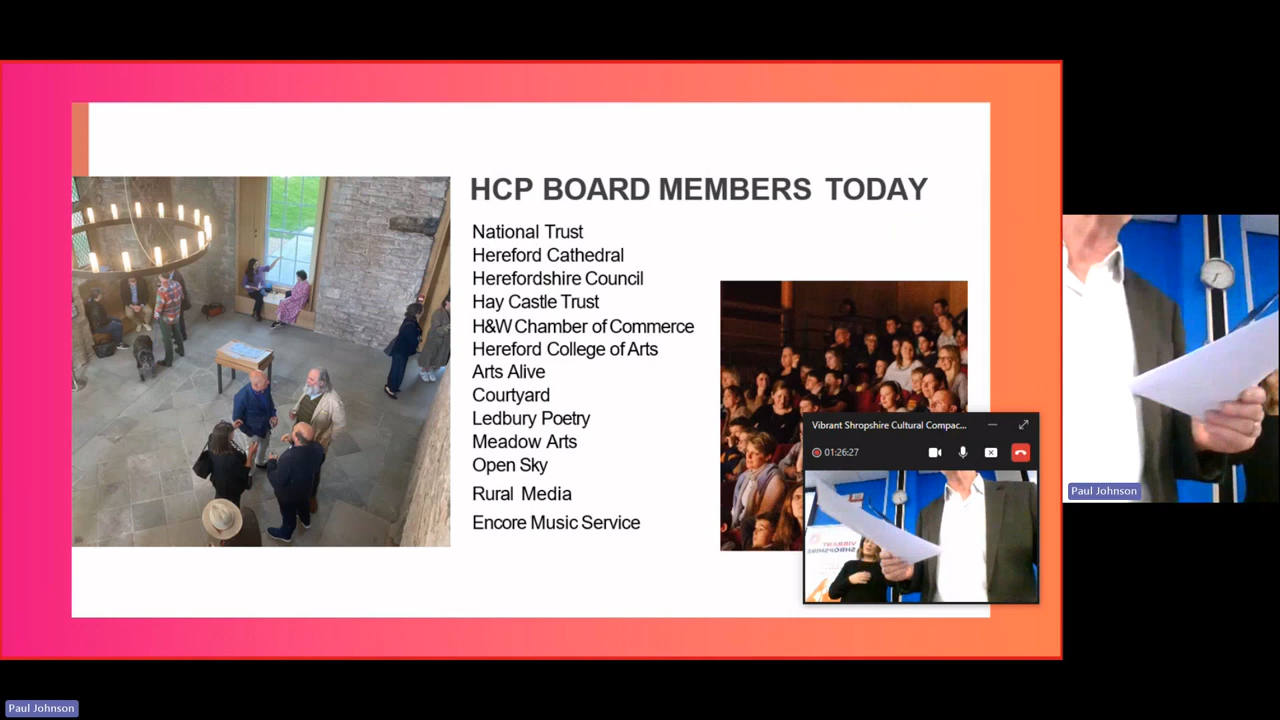 HCP BOARD MEMBERS TODAY
National Trust
Hereford Cathedral
Herefordshire Council
Hay Castle Trust
H&W Chamber of Commerce
Hereford College of Arts
Arts Alive
Courtyard
Ledbury Poetry
Meadow Arts
Open Sky
Rural Media
Encore Music Service
Vibrant Shropshire Cultural Compac...
01:26:27
VIBRANT
SHROPSHIRE
Paul Johnson
Paul Johnson